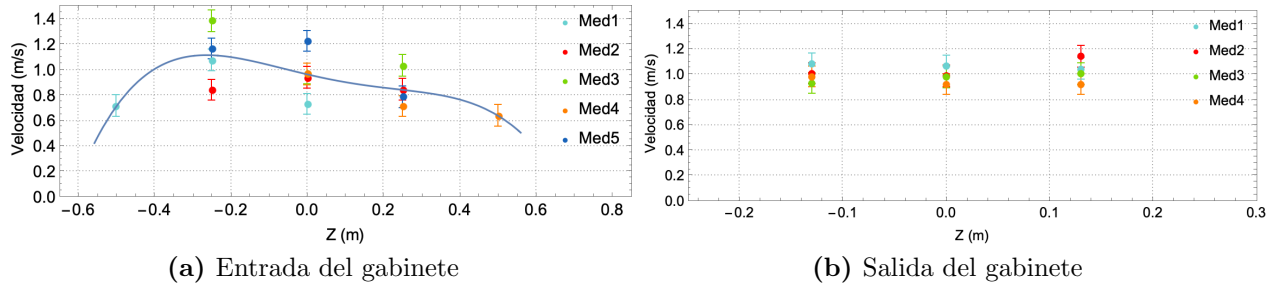 Velocidad (m/s)
1.4
1.2
1.0
0.8
0.6
0.4
0.2
0.0
−0.6 −0.4 −0.2 0.0 0.2 0.4 0.6 0.8
Z (m)
Med1
Med2
Med3
Med4
Med5
(a) Entrada del gabinete
Velocidad (m/s)
1.4
1.2
1.0
0.8
0.6
0.4
0.2
0.0
−0.2 −0.1 0.0 0.1 0.2 0.3
Z (m)
Med1
Med2
Med3
Med4
(b) Salida del gabinete